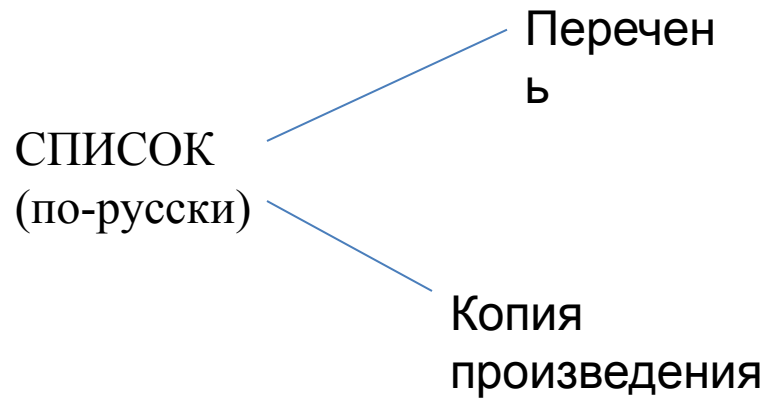 Перечен
ь
СПИСОК
(по-русски)
Копия
произведения